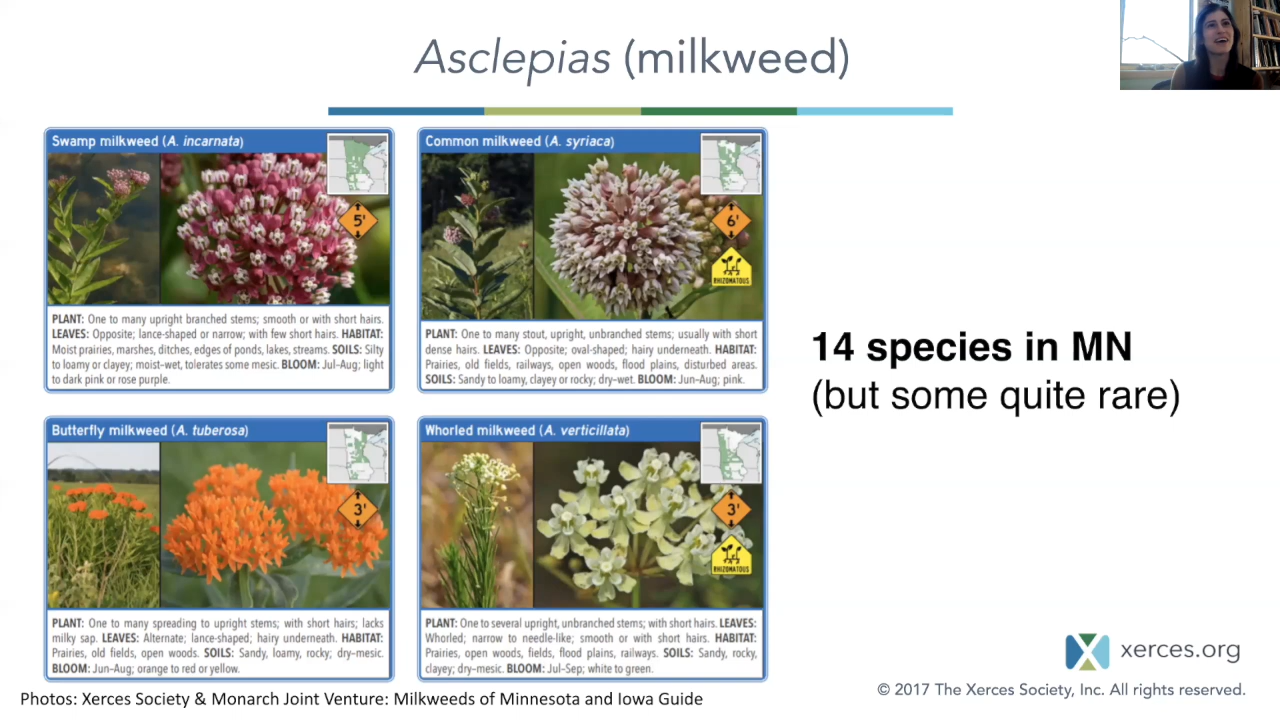 Asclepias (milkweed)
Swamp milkweed (A. incarnata)
5'
PLANT: One to many upright branched stems; smooth or with short hairs.
LEAVES: Opposite; lance-shaped or narrow; with few short hairs. HABITAT:
Moist prairies, marshes, ditches, edges of ponds, lakes, streams. SOILS: Silty
to loamy or clayey; moist–wet, tolerates some mesic. BLOOM: Jul–Aug; light
to dark pink or rose purple.
Common milkweed (A. syriaca)
6'
RHIZOMATOUS
PLANT: One to many stout, upright, unbranched stems; usually with short
dense hairs. LEAVES: Opposite; oval-shaped; hairy underneath. HABITAT:
Prairies, old fields, railways, open woods, flood plains, disturbed areas.
SOILS: Sandy to loamy, clayey or rocky; dry–wet. BLOOM: Jun–Aug; pink.
Butterfly milkweed (A. tuberosa)
3'
PLANT: One to many spreading to upright stems; with short hairs; lacks
milky sap. LEAVES: Alternate; lance-shaped; hairy underneath. HABITAT:
Prairies, old fields, open woods. SOILS: Sandy, loamy, rocky; dry–mesic.
BLOOM: Jun–Aug; orange to red or yellow.
Whorled milkweed (A. verticillata)
3'
RHIZOMATOUS
PLANT: One to several upright, unbranched stems; with short hairs. LEAVES:
Whorled; narrow to needle-like; smooth or with short hairs. HABITAT:
Prairies, open woods, fields, flood plains, railways. SOILS: Sandy, rocky,
clayey; dry–mesic. BLOOM: Jul–Sep; white to green.
14 species in MN
(but some quite rare)
xerces.org
© 2017 The Xerces Society, Inc. All rights reserved.
Photos: Xerces Society & Monarch Joint Venture: Milkweeds of Minnesota and Iowa Guide